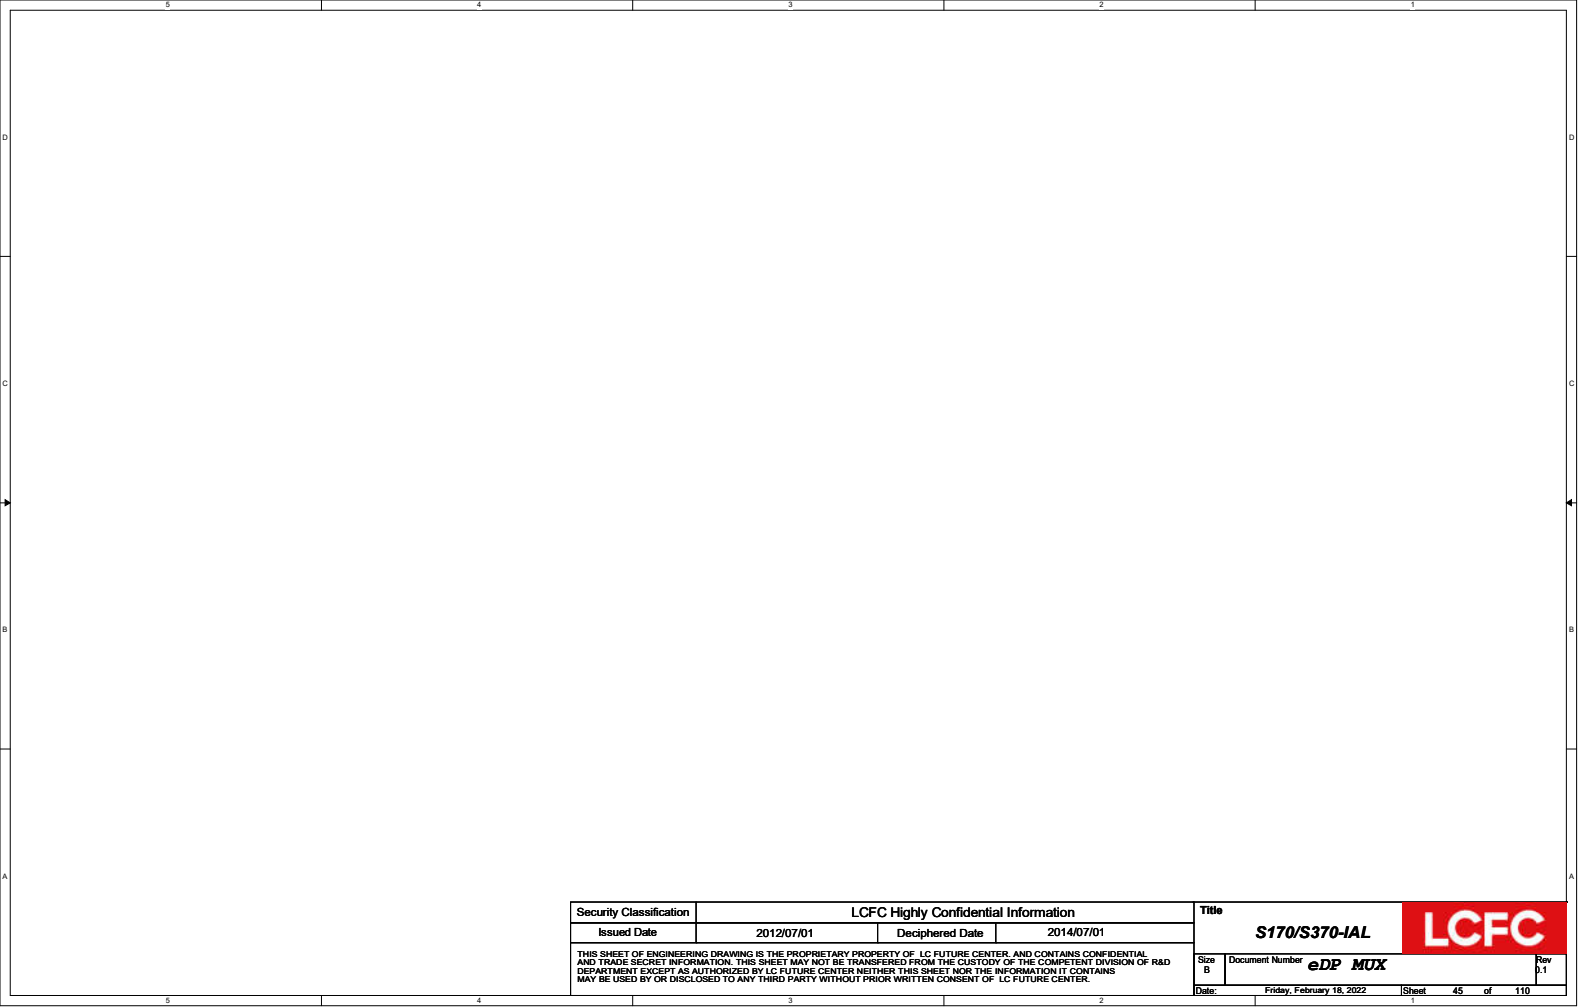 5 4 3 2 1
D D
C C
B B
A A
Security Classification LCFC Highly Confidential Information
Issued Date 2012/07/01 Deciphered Date 2014/07/01
THIS SHEET OF ENGINEERING DRAWING IS THE PROPRIETARY PROPERTY OF LC FUTURE CENTER. AND CONTAINS CONFIDENTIAL
AND TRADE SECRET INFORMATION. THIS SHEET MAY NOT BE TRANSFERED FROM THE CUSTODY OF THE COMPETENT DIVISION OF R&D
DEPARTMENT EXCEPT AS AUTHORIZED BY LC FUTURE CENTER NEITHER THIS SHEET NOR THE INFORMATION IT CONTAINS
MAY BE USED BY OR DISCLOSED TO ANY THIRD PARTY WITHOUT PRIOR WRITTEN CONSENT OF LC FUTURE CENTER.
Title
S170/S370-IAL
LCFC
Size Document Number Rev
B eDP MUX 0.1
Date: Friday, February 18, 2022 Sheet 45 of 110
5 4 3 2 1